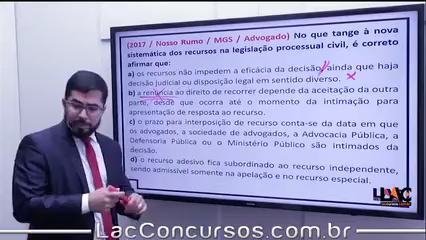 (2017 / Nosso Rumo / MGS / Advogado) No que tange à nova
sistemática dos recursos na legislação processual civil, é correto
afirmar que:
a) os recursos não impedem a eficácia da decisão, ainda que haja
decisão judicial ou disposição legal em sentido diverso.
b) a renúncia ao direito de recorrer depende da aceitação da outra
parte, desde que ocorra até o momento da intimação para
apresentação de resposta ao recurso.
c) o prazo para interposição de recurso conta-se da data em que
os advogados, a sociedade de advogados, a Advocacia Pública, a
Defensoria Pública ou o Ministério Público são intimados da
decisão.
d) o recurso adesivo fica subordinado ao recurso independente,
sendo admissível somente na apelação e no recurso especial.
LAC
LacConcursos.com.br